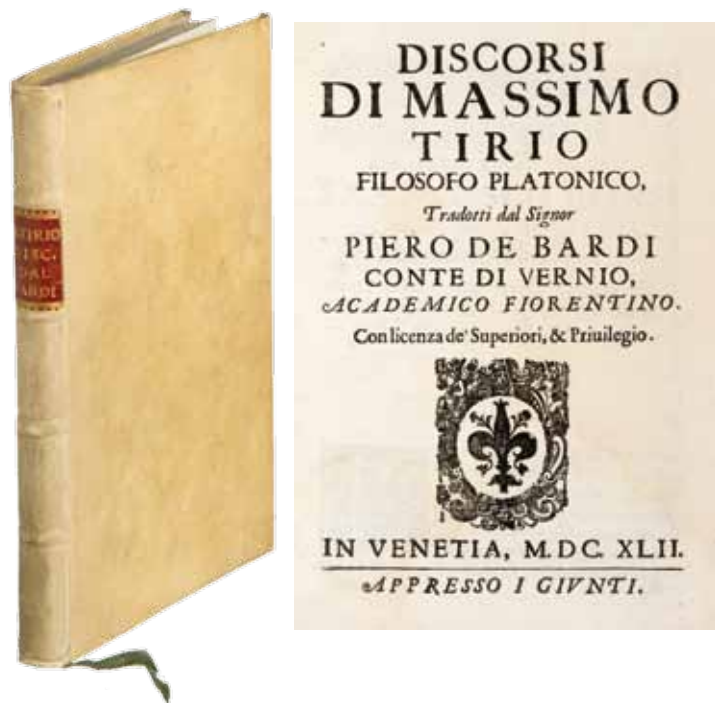 TIRIO
DISC.
DAL
BARDI
DISCORSI
DI MASSIMO
TIRIO
FILOSOFO PLATONICO,
Tradotti dal Signor
PIERO DE BARDI
CONTE DI VERNIO,
ACADEMICO FIORENTINO.
Con licenza de' Superiori, & Priuilegio.
IN VENETIA, M. DC. XLII.
APPRESSO I GIVNTI.